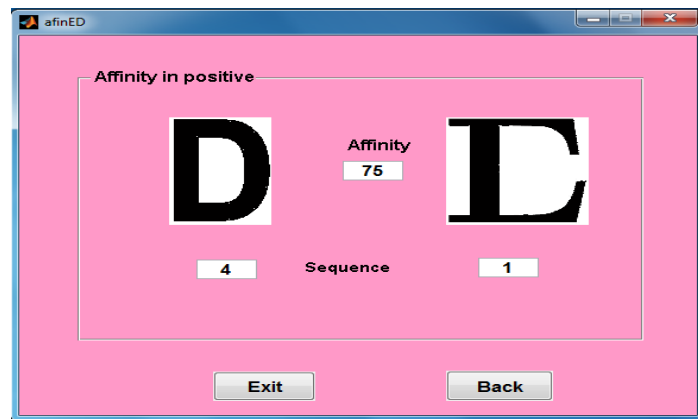 afinED
Affinity in positive
D Affinity E
75
4 Sequence 1
Exit Back